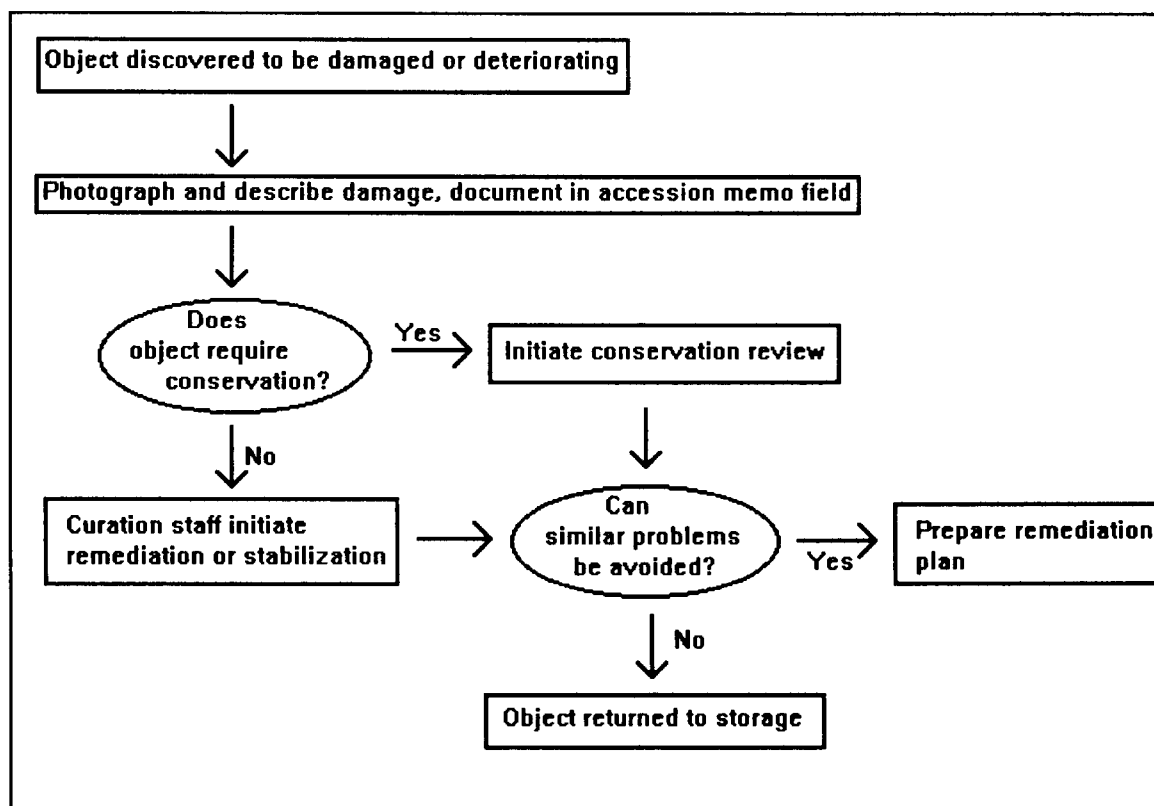 Object discovered to be damaged or deteriorating
Photograph and describe damage, document in accession memo field
Does
object require
conservation?
Yes
Initiate conservation review
No
Curation staff initiate
remediation or stabilization
Can
similar problems
be avoided?
Yes
Prepare remediation
plan
No
Object returned to storage